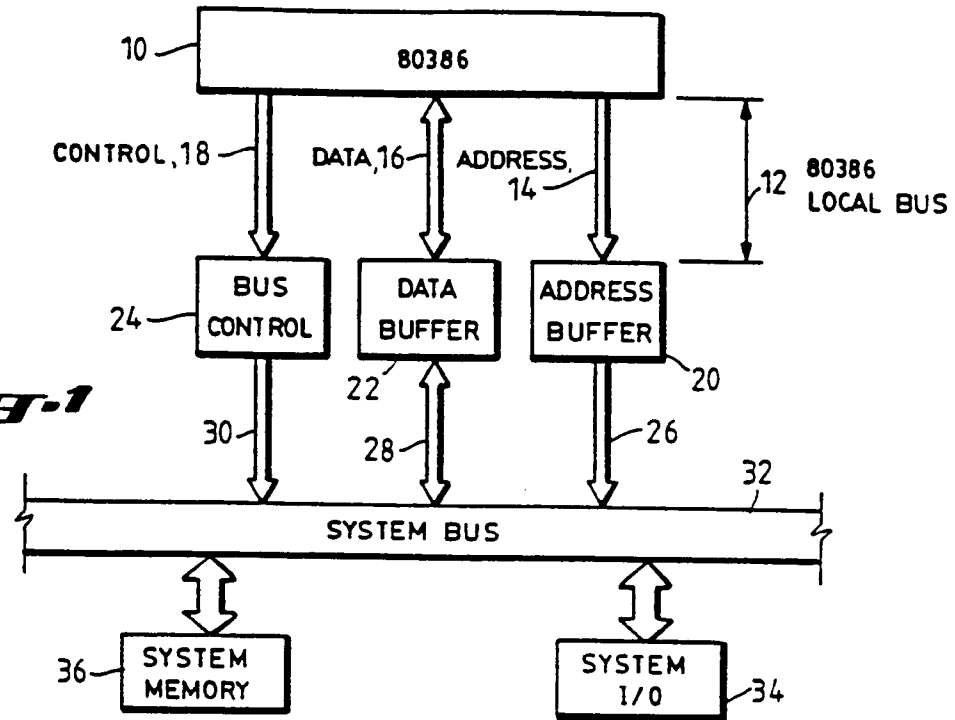 10
80386
CONTROL, 18
DATA, 16
ADDRESS,
14
12
80386
LOCAL BUS
24
BUS
CONTROL
DATA
BUFFER
ADDRESS
BUFFER
22
20
30
28
26
32
SYSTEM BUS
36
SYSTEM
MEMORY
SYSTEM
I/O
34